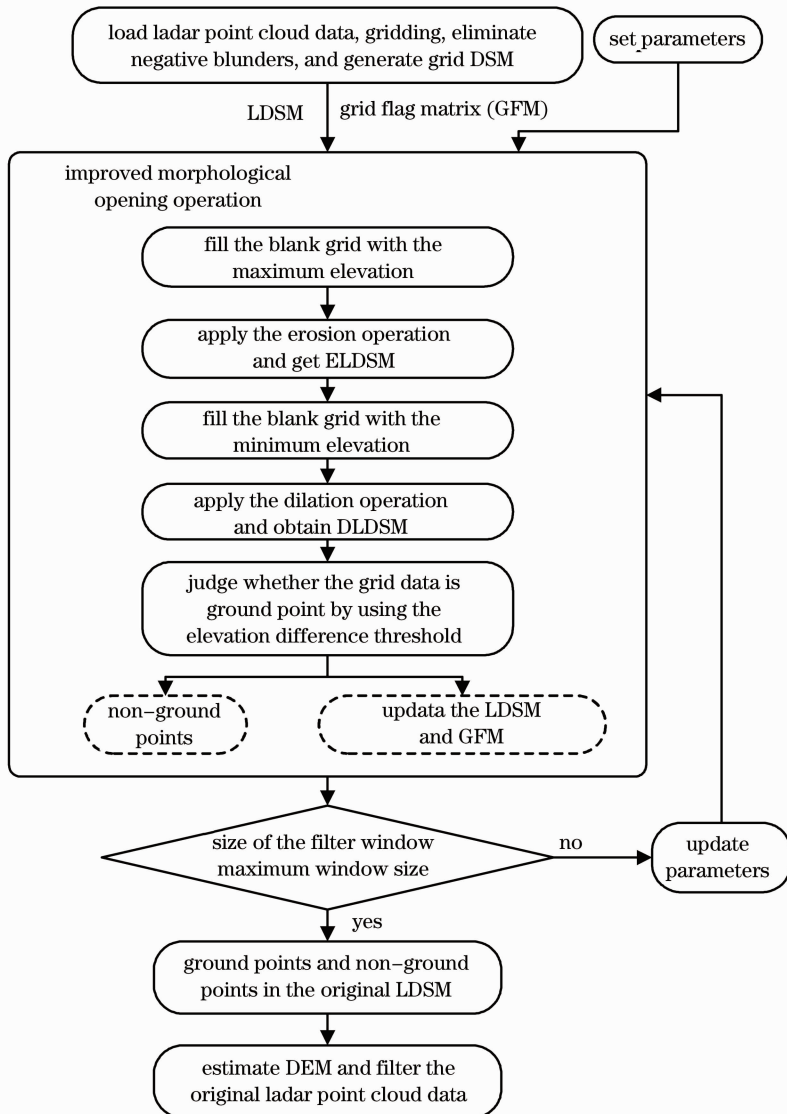 load ladar point cloud data, gridding, eliminate
negative blunders, and generate grid DSM
set parameters
LDSM
grid flag matrix (GFM)
improved morphological
opening operation
fill the blank grid with the
maximum elevation
apply the erosion operation
and get ELDSM
fill the blank grid with the
minimum elevation
apply the dilation operation
and obtain DLDSM
judge whether the grid data is
ground point by using the
elevation difference threshold
non-ground
points
updata the LDSM
and GFM
size of the filter window
maximum window size
no
update
parameters
yes
ground points and non-ground
points in the original LDSM
estimate DEM and filter the
original ladar point cloud data